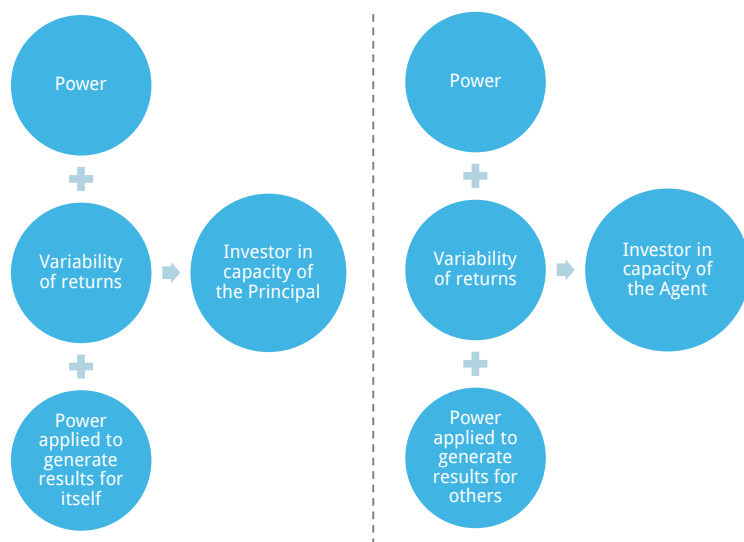 Power
Variability
of returns
Investor in
capacity of
the Principal
Power
applied to
generate
results for
itself
Power
Variability
of returns
Investor in
capacity of
the Agent
Power
applied to
generate
results for
others